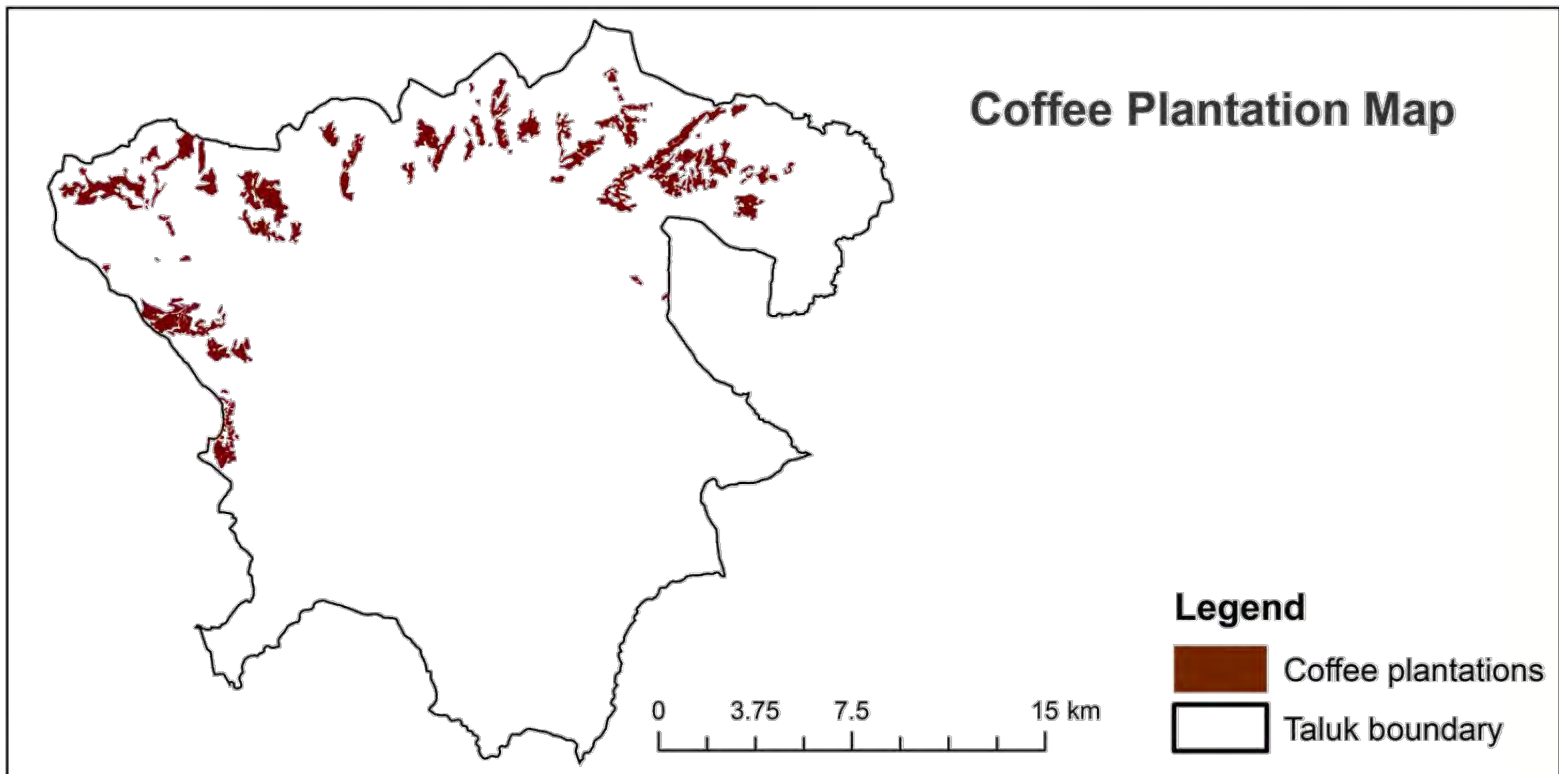 Coffee Plantation Map
Legend
Coffee plantations
Taluk boundary
0 3.75 7.5 15 km